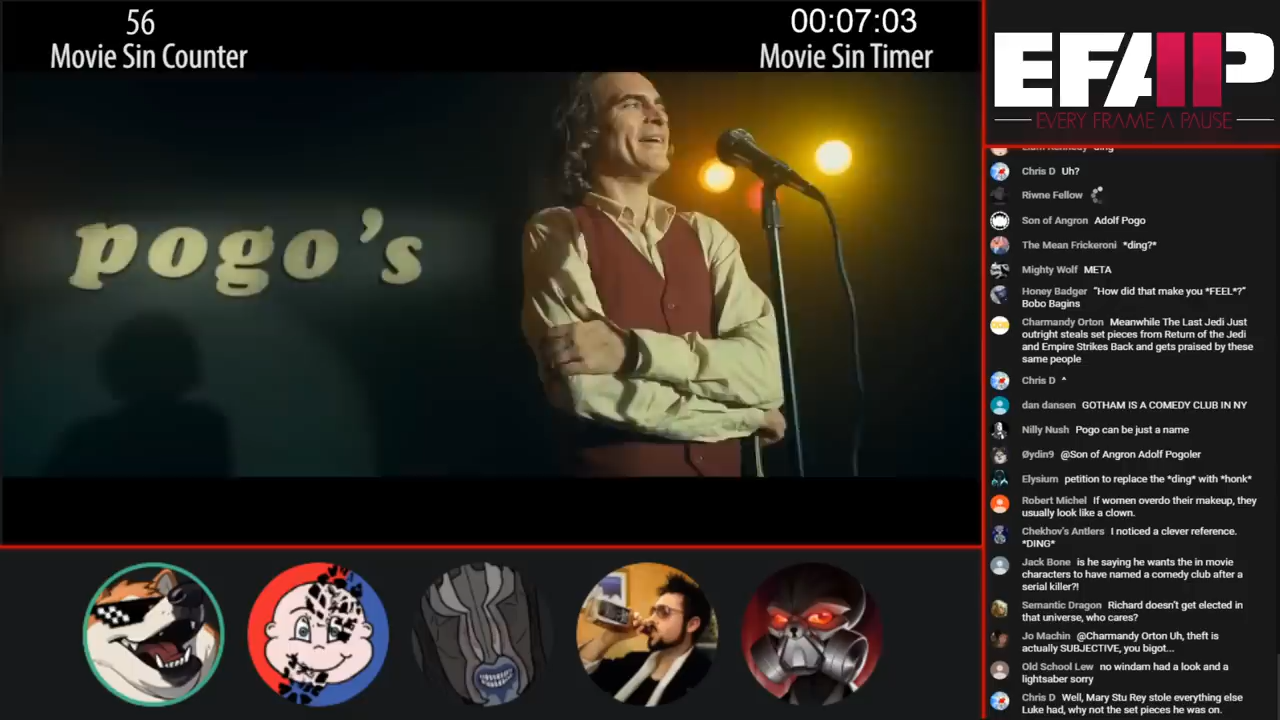 56
Movie Sin Counter
00:07:03
Movie Sin Timer
pogo's
EFAP
EVERY FRAME A PAUSE
Chris D Uh?
Riwne Fellow
Son of Angron Adolf Pogo
The Mean Frickeroni *ding?*
Mighty Wolf META
Honey Badger "How did that make you *FEEL*?"
Bobo Bagins
Charmandy Orton Meanwhile The Last Jedi Just
outright steals set pieces from Return of the Jedi
and Empire Strikes Back and gets praised by these
same people
Chris D ^
dan dansen GOTHAM IS A COMEDY CLUB IN NY
Nilly Nush Pogo can be just a name
Øydin9 @Son of Angron Adolf Pogoler
Elysium petition to replace the *ding* with *honk*
Robert Michel If women overdo their makeup, they
usually look like a clown.
Chekhov's Antlers I noticed a clever reference.
*DING*
Jack Bone is he saying he wants the in movie
characters to have named a comedy club after a
serial killer?!
Semantic Dragon Richard doesn't get elected in
that universe, who cares?
Jo Machin @Charmandy Orton Uh, theft is
actually SUBJECTIVE, you bigot...
Old School Lew no windam had a look and a
lightsaber sorry
Chris D Well, Mary Stu Rey stole everything else
Luke had, why not the set pieces he was on.